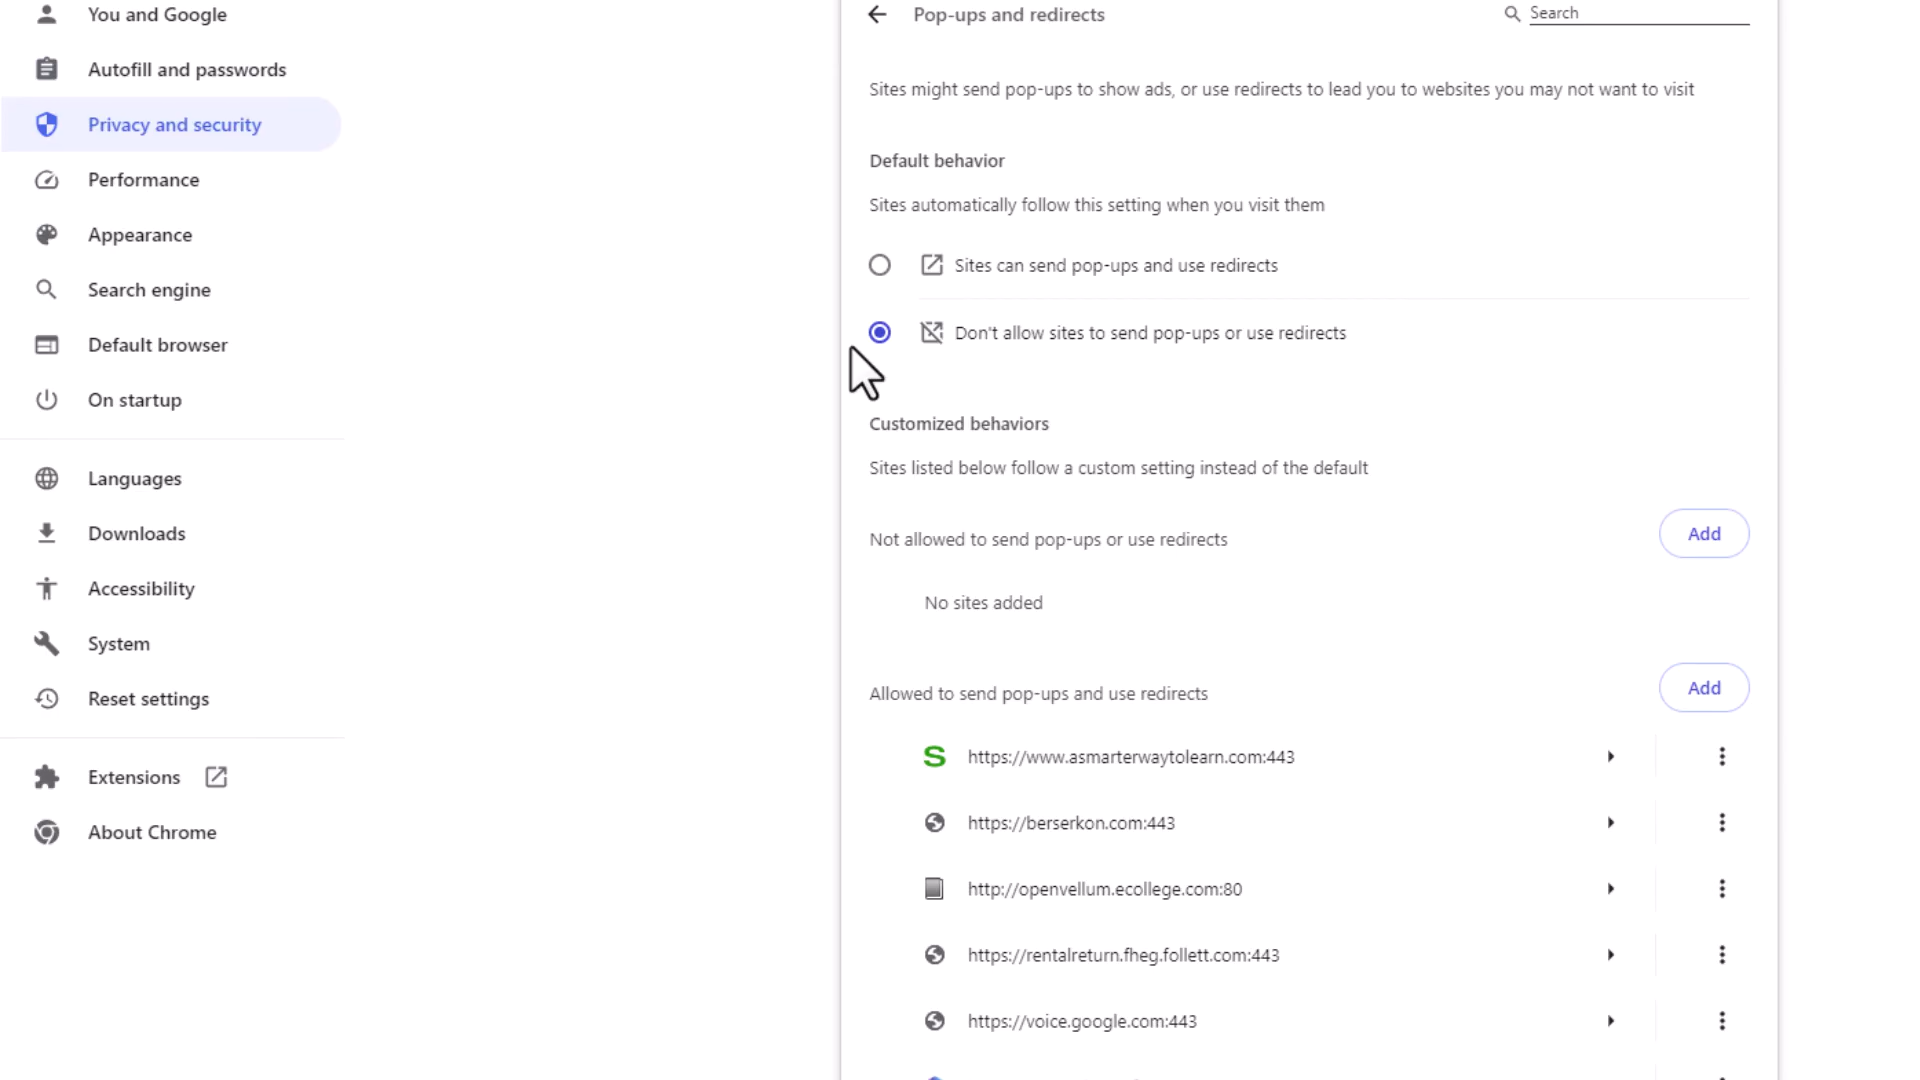 You and Google
Autofill and passwords
Privacy and security
Performance
Appearance
Search engine
Default browser
On startup
Languages
Downloads
Accessibility
System
Reset settings
Extensions
About Chrome
Pop-ups and redirects
Search
Sites might send pop-ups to show ads, or use redirects to lead you to websites you may not want to visit
Default behavior
Sites automatically follow this setting when you visit them
Sites can send pop-ups and use redirects
Don't allow sites to send pop-ups or use redirects
Customized behaviors
Sites listed below follow a custom setting instead of the default
Not allowed to send pop-ups or use redirects
Add
No sites added
Allowed to send pop-ups and use redirects
Add
S
https://www.asmarterwaytolearn.com:443
https://berserkon.com:443
http://openvellum.ecollege.com:80
https://rentalreturn.fheg.follett.com:443
https://voice.google.com:443